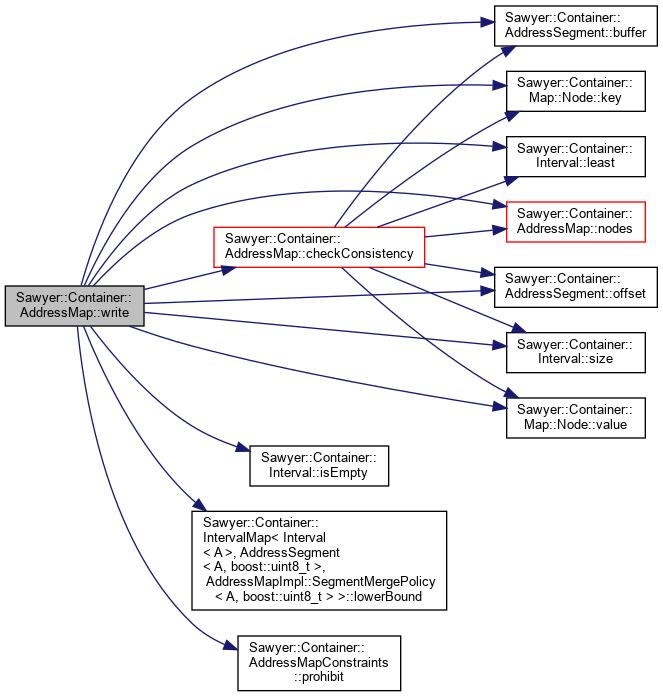 Sawyer::Container::
AddressSegment::buffer
Sawyer::Container::
Map::Node::key
Sawyer::Container::
Interval::least
Sawyer::Container::
AddressMap::nodes
Sawyer::Container::
AddressMap::checkConsistency
Sawyer::Container::
AddressSegment::offset
Sawyer::Container::
AddressMap::write
Sawyer::Container::
Interval::size
Sawyer::Container::
Map::Node::value
Sawyer::Container::
Interval::isEmpty
Sawyer::Container::
IntervalMap< Interval
< A >, AddressSegment
< A, boost::uint8_t >,
AddressMapImpl::SegmentMergePolicy
< A, boost::uint8_t > >::lowerBound
Sawyer::Container::
AddressMapConstraints
::prohibit